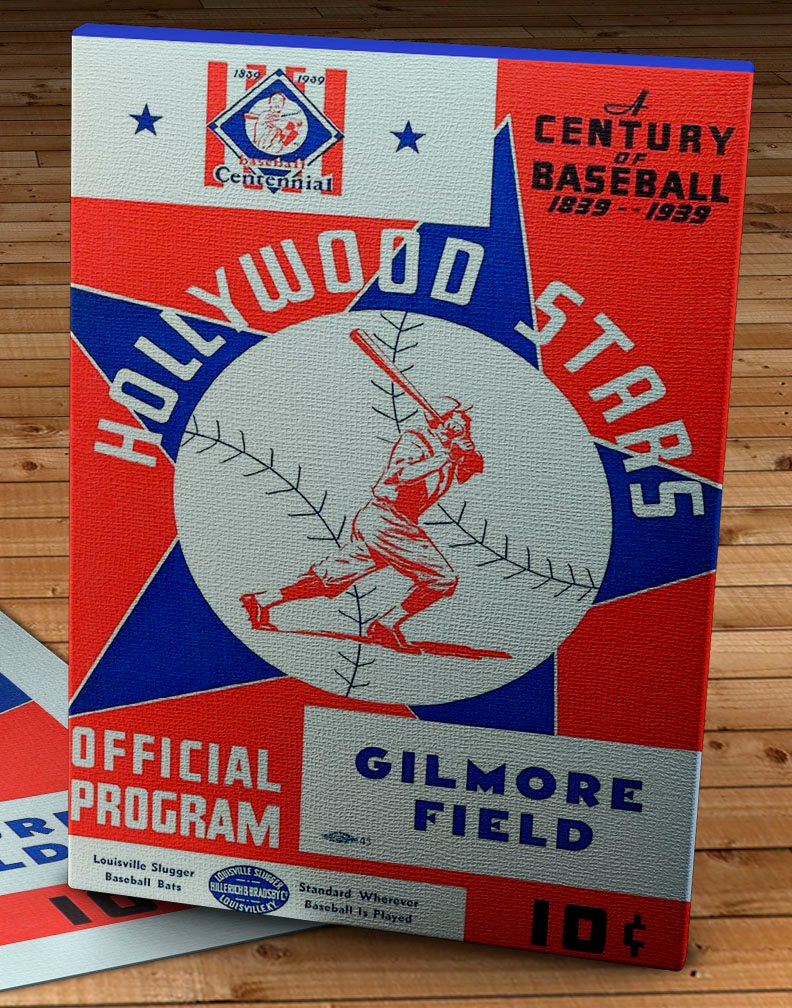 1839 1939
baseball
Centennial
A
CENTURY
OF
BASEBALL
1839--1939
HOLLYWOOD STARS
OFFICIAL
PROGRAM
GILMORE
FIELD
45
Louisville Slugger
Baseball Bats
LOUISVILLE SLUGGER
HILLERICH & BRADSBY CO
LOUISVILLE.KY.
Standard Wherever
Baseball Is Played
10¢